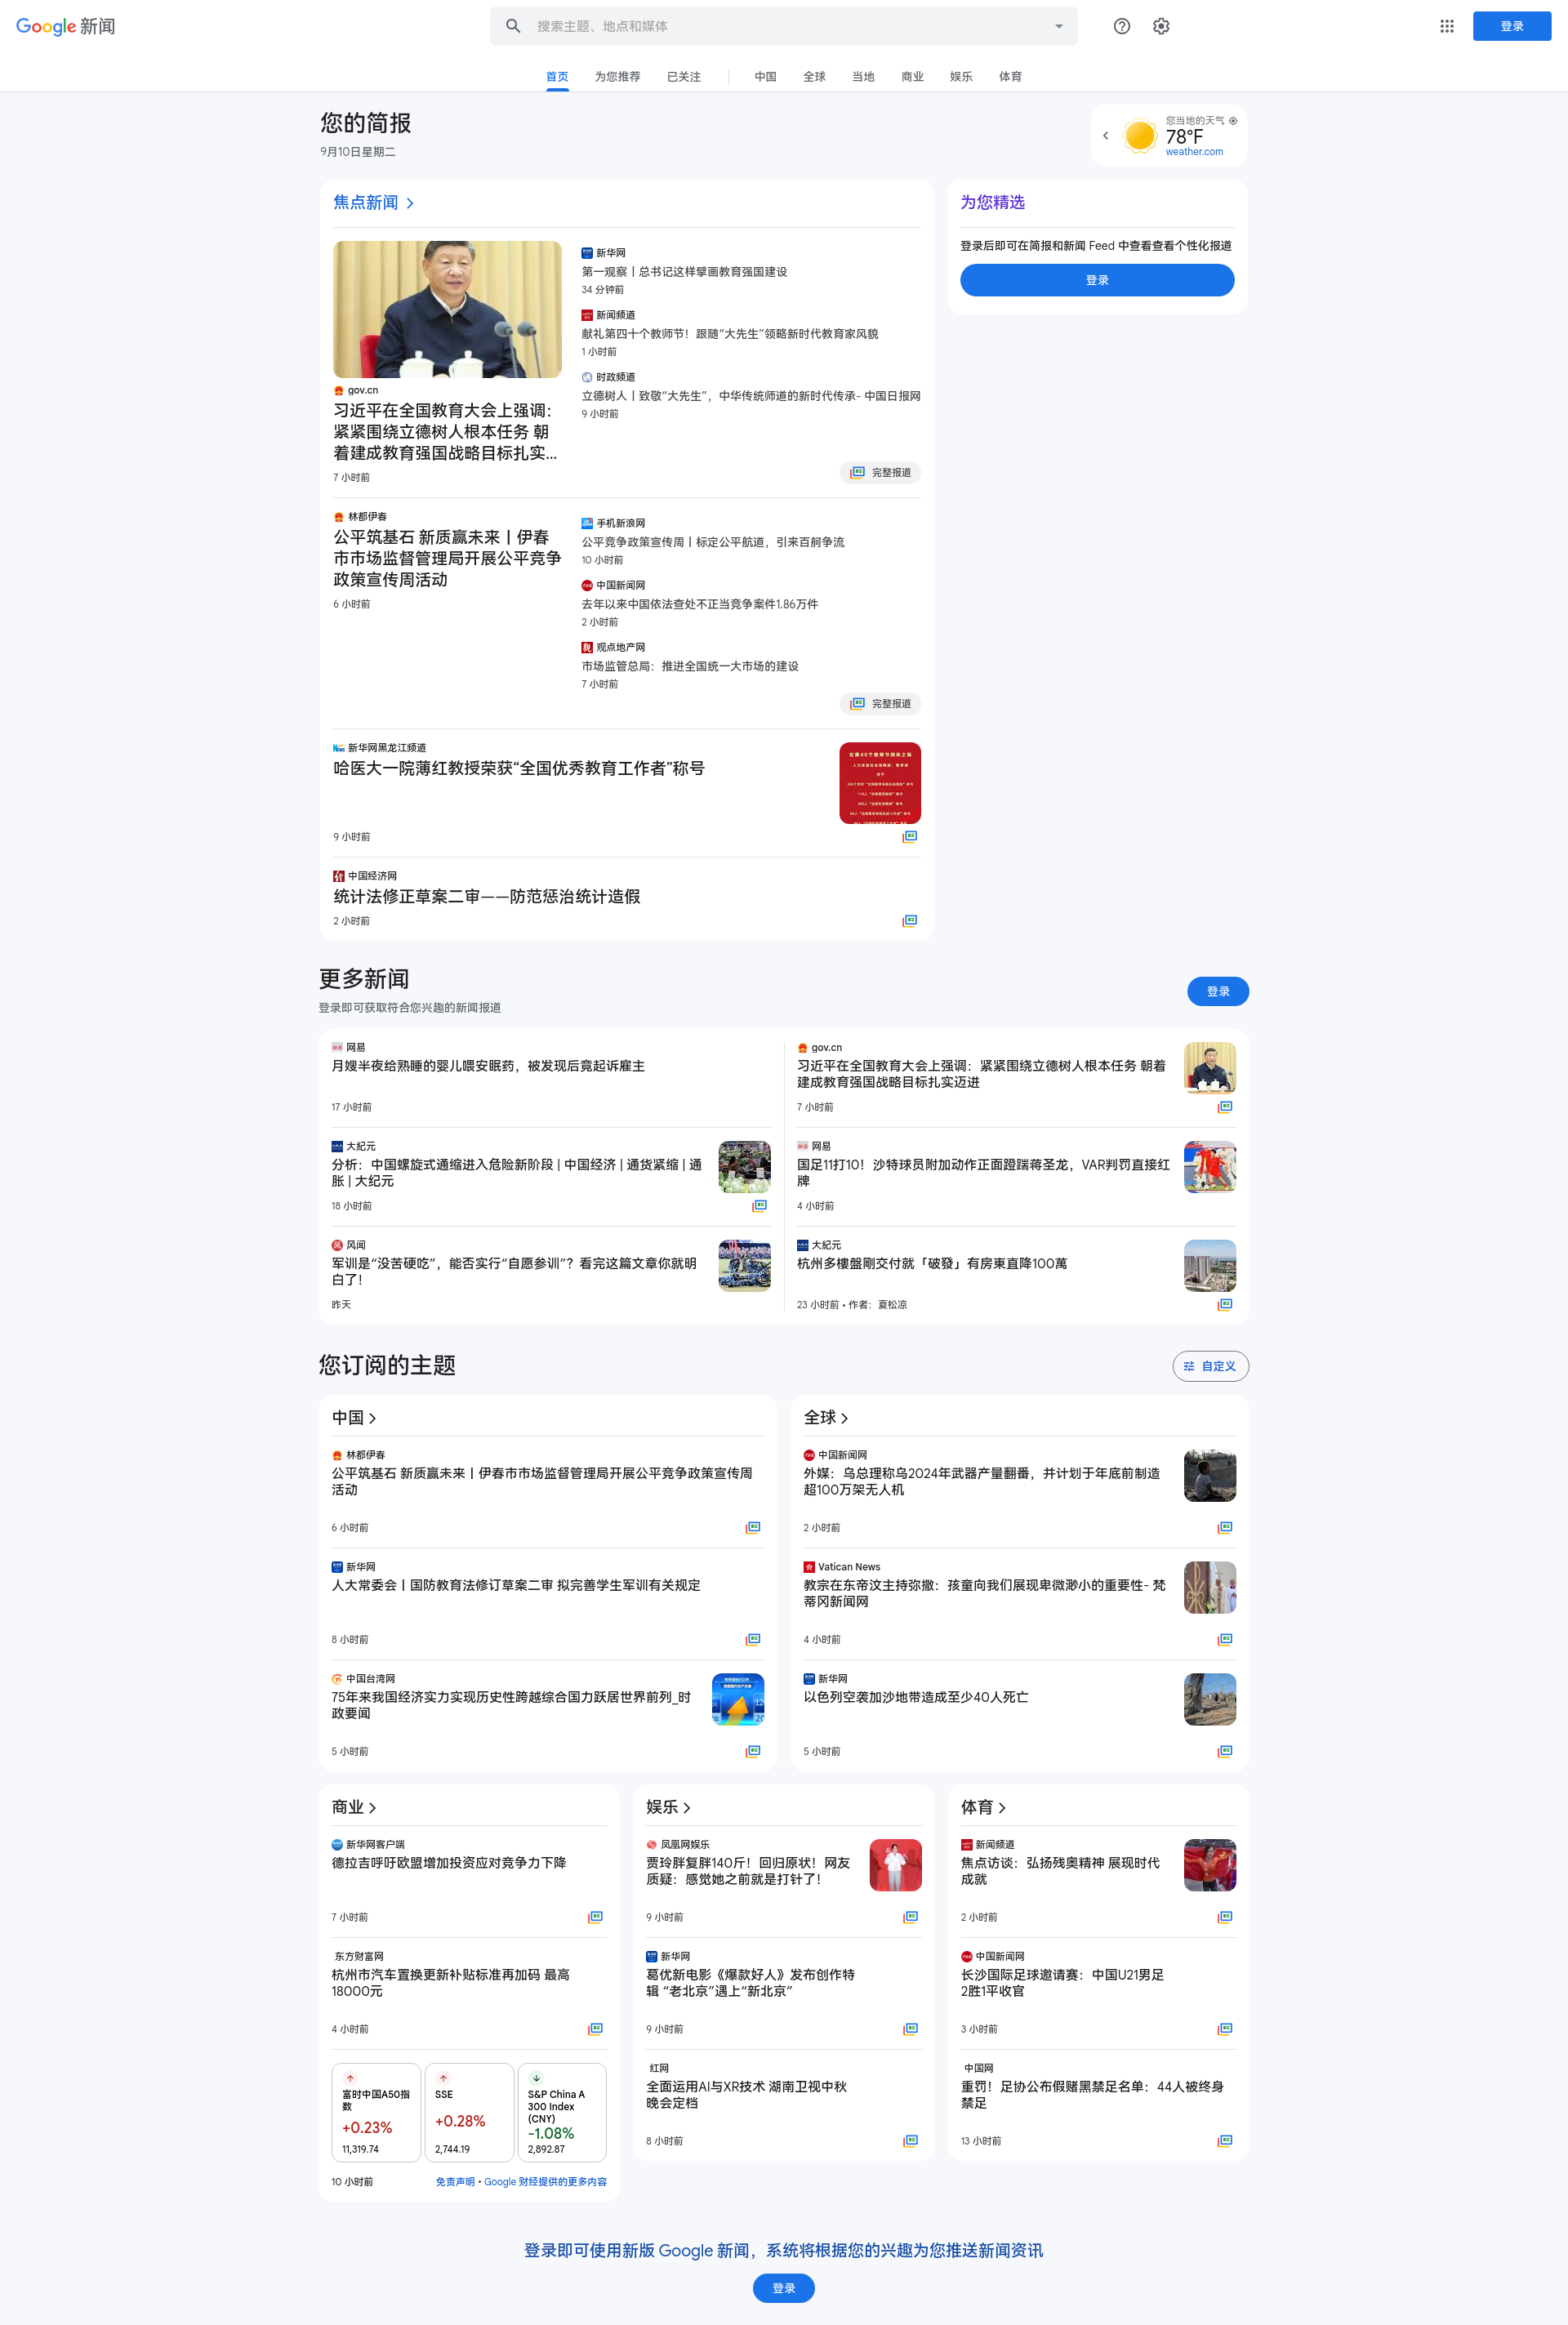 Google 新闻
搜索主题、地点和媒体
登录
首页
为您推荐
已关注
中国
全球
当地
商业
娱乐
体育
您的简报
9月10日星期二
您当地的天气
78°F
weather.com
焦点新闻
gov.cn
习近平在全国教育大会上强调：
紧紧围绕立德树人根本任务 朝
着建成教育强国战略目标扎实...
7 小时前
新华网
第一观察丨总书记这样擘画教育强国建设
34 分钟前
新闻频道
献礼第四十个教师节！跟随“大先生”领略新时代教育家风貌
1 小时前
时政频道
立德树人丨致敬“大先生”，中华传统师道的新时代传承- 中国日报网
9 小时前
完整报道
林都伊春
公平筑基石 新质赢未来丨伊春
市市场监督管理局开展公平竞争
政策宣传周活动
6 小时前
手机新浪网
公平竞争政策宣传周丨标定公平航道，引来百舸争流
10 小时前
中国新闻网
去年以来中国依法查处不正当竞争案件1.86万件
2 小时前
观点地产网
市场监管总局：推进全国统一大市场的建设
7 小时前
完整报道
新华网黑龙江频道
哈医大一院薄红教授荣获“全国优秀教育工作者”称号
9 小时前
中国经济网
统计法修正草案二审——防范惩治统计造假
2 小时前
为您精选
登录后即可在简报和新闻 Feed 中查看查看个性化报道
登录
更多新闻
登录即可获取符合您兴趣的新闻报道
登录
网易
月嫂半夜给熟睡的婴儿喂安眠药，被发现后竟起诉雇主
17 小时前
大紀元
分析：中国螺旋式通缩进入危险新阶段 | 中国经济 | 通货紧缩 | 通
胀 | 大纪元
18 小时前
风闻
军训是“没苦硬吃”，能否实行“自愿参训”？看完这篇文章你就明
白了！
昨天
gov.cn
习近平在全国教育大会上强调：紧紧围绕立德树人根本任务 朝着
建成教育强国战略目标扎实迈进
7 小时前
网易
国足11打10！沙特球员附加动作正面蹬踹蒋圣龙，VAR判罚直接红
牌
4 小时前
大紀元
杭州多樓盤剛交付就「破發」有房東直降100萬
23 小时前 • 作者：夏松凉
您订阅的主题
自定义
中国
林都伊春
公平筑基石 新质赢未来丨伊春市市场监督管理局开展公平竞争政策宣传周
活动
6 小时前
新华网
人大常委会丨国防教育法修订草案二审 拟完善学生军训有关规定
8 小时前
中国台湾网
75年来我国经济实力实现历史性跨越综合国力跃居世界前列_时
政要闻
5 小时前
全球
中国新闻网
外媒：乌总理称乌2024年武器产量翻番，并计划于年底前制造
超100万架无人机
2 小时前
Vatican News
教宗在东帝汶主持弥撒：孩童向我们展现卑微渺小的重要性- 梵
蒂冈新闻网
4 小时前
新华网
以色列空袭加沙地带造成至少40人死亡
5 小时前
商业
新华网客户端
德拉吉呼吁欧盟增加投资应对竞争力下降
7 小时前
东方财富网
杭州市汽车置换更新补贴标准再加码 最高
18000元
4 小时前
富时中国A50指
数
+0.23%
11,319.74
SSE
+0.28%
2,744.19
S&P China A
300 Index
(CNY)
-1.08%
2,892.87
10 小时前
免责声明 • Google 财经提供的更多内容
娱乐
凤凰网娱乐
贾玲胖复胖140斤！回归原状！网友
质疑：感觉她之前就是打针了！
9 小时前
新华网
葛优新电影《爆款好人》发布创作特
辑 “老北京”遇上“新北京”
9 小时前
红网
全面运用AI与XR技术 湖南卫视中秋
晚会定档
8 小时前
体育
新闻频道
焦点访谈：弘扬残奥精神 展现时代
成就
2 小时前
中国新闻网
长沙国际足球邀请赛：中国U21男足
2胜1平收官
3 小时前
中国网
重罚！足协公布假赌黑禁足名单：44人被终身
禁足
13 小时前
登录即可使用新版 Google 新闻，系统将根据您的兴趣为您推送新闻资讯
登录